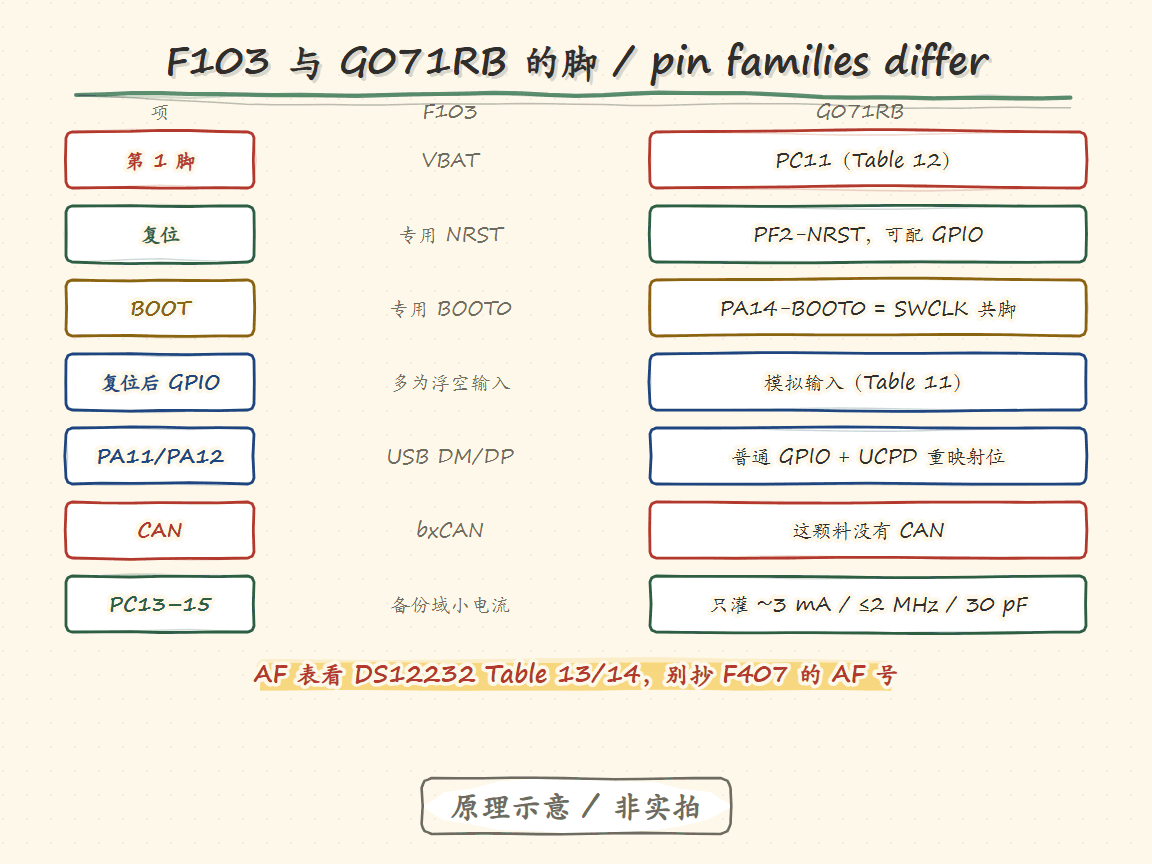 F103 与 G071RB 的脚 / pin families differ
项 F103 G071RB
第 1 脚 VBAT PC11（Table 12）
复位 专用 NRST PF2-NRST，可配 GPIO
BOOT 专用 BOOT0 PA14-BOOT0 = SWCLK 共脚
复位后 GPIO 多为浮空输入 模拟输入（Table 11）
PA11/PA12 USB DM/DP 普通 GPIO + UCPD 重映射位
CAN bxCAN 这颗料没有 CAN
PC13–15 备份域小电流 只灌 ~3 mA / ≤2 MHz / 30 pF
AF 表看 DS12232 Table 13/14，别抄 F407 的 AF 号
原理示意 / 非实拍